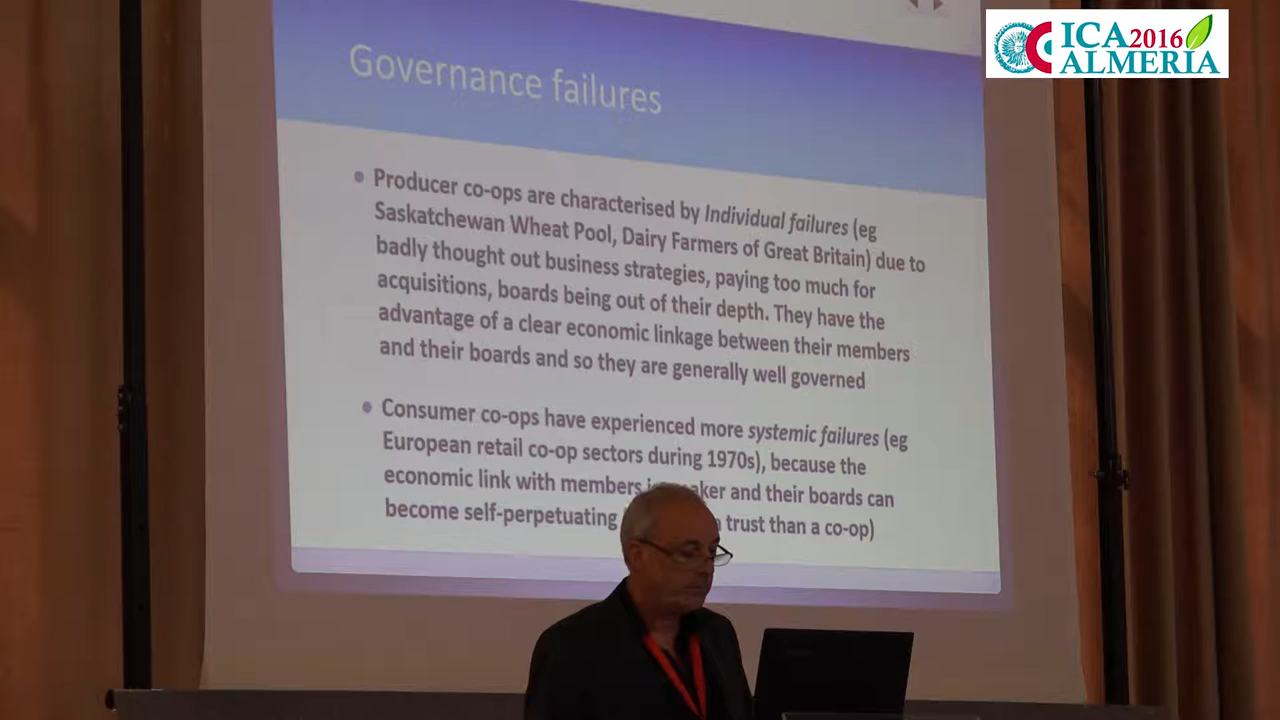 ICA2016
ALMERIA
Governance failures
• Producer co-ops are characterised by Individual failures (eg
Saskatchewan Wheat Pool, Dairy Farmers of Great Britain) due to
badly thought out business strategies, paying too much for
acquisitions, boards being out of their depth. They have the
advantage of a clear economic linkage between their members
and their boards and so they are generally well governed
• Consumer co-ops have experienced more systemic failures (eg
European retail co-op sectors during 1970s), because the
economic link with members and their boards can
become self-perpetuating trust than a co-op)